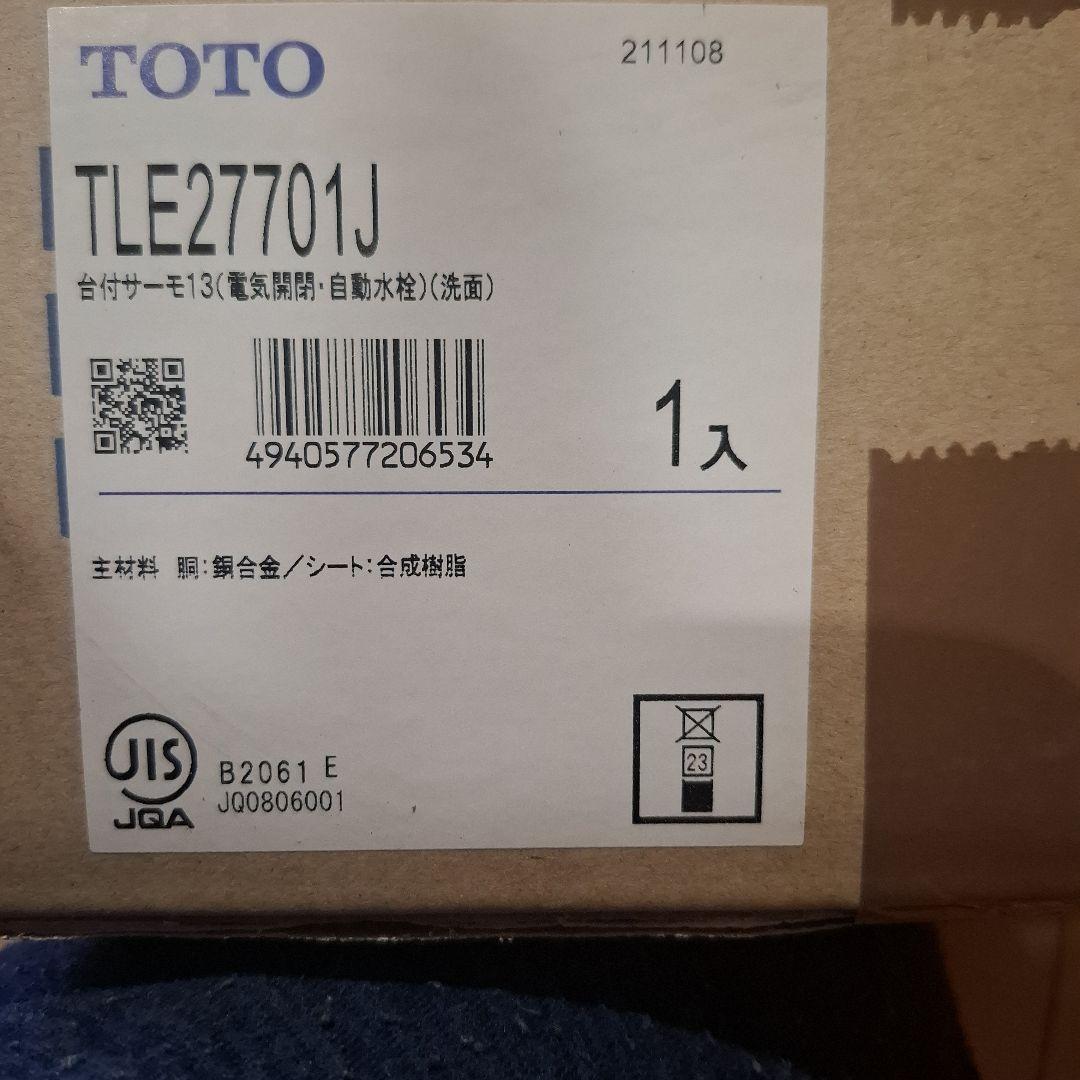 TOTO
211108
TLE27701J
台付サーモ13(電気開閉・自動水栓)(洗面)
4940577206534
1入
主材料 胴:銅合金/シート:合成樹脂
JIS
JQA
B2061 E
JQ0806001
23